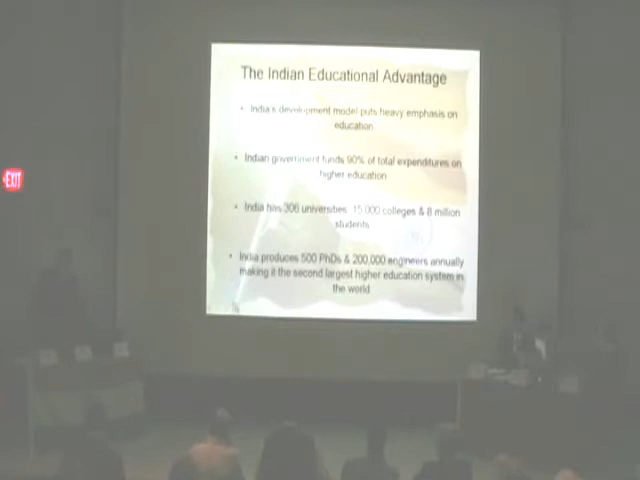 EXIT
The Indian Educational Advantage
• India's development model puts heavy emphasis on
education
• Indian government funds 90% of total expenditures on
higher education
• India has 306 universities 15,000 colleges & 8 million
students
• India produces 500 PhDs & 200,000 engineers annually
making it the second largest higher education system in
the world